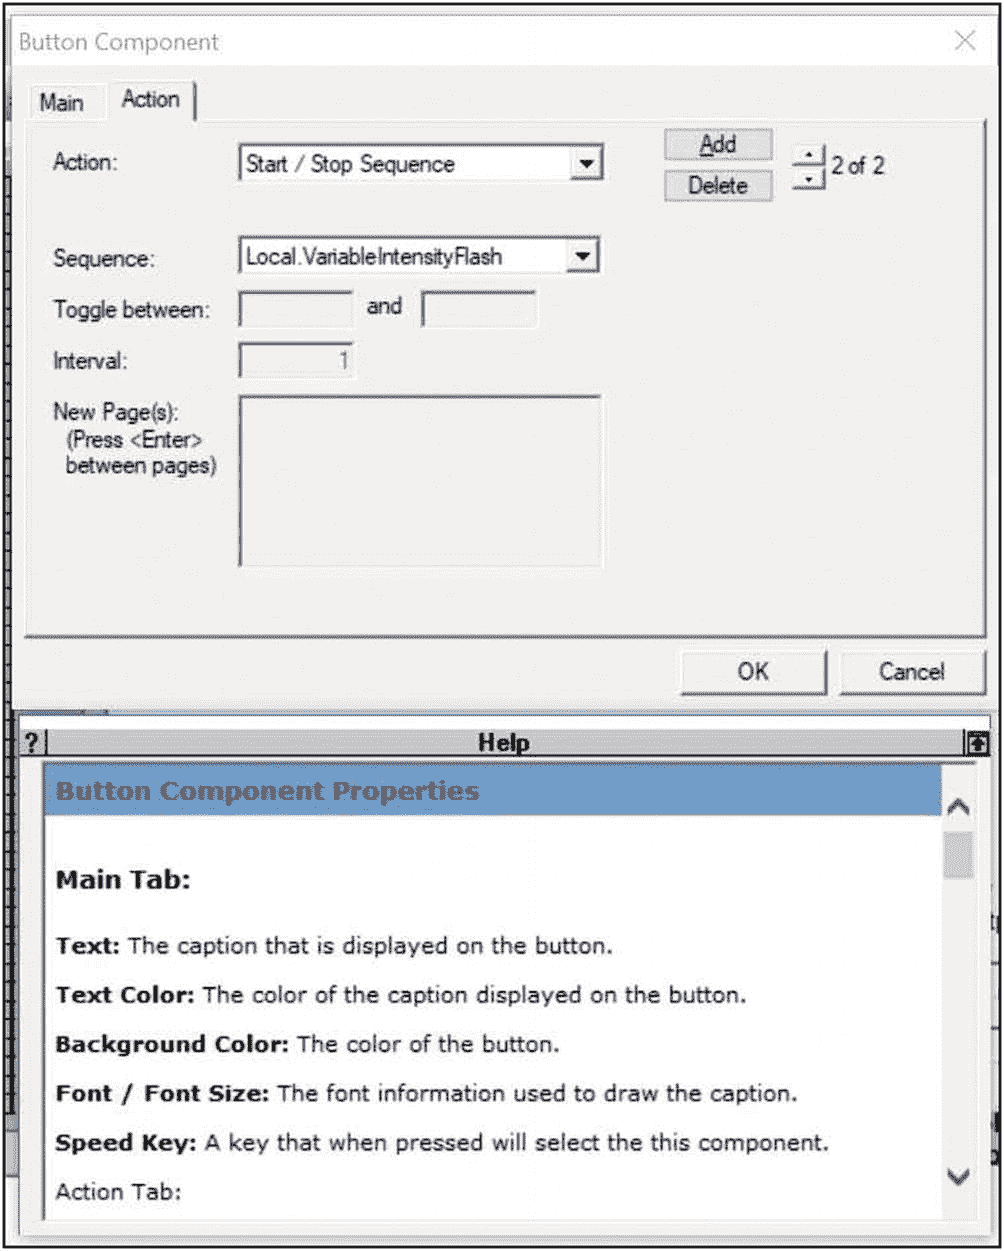 Button Component
Main Action
Action: Start / Stop Sequence Add 2 of 2
Delete
Sequence: Local.VariableIntensityFlash
Toggle between: and
Interval: 1
New Page(s):
(Press <Enter>
between pages)
OK Cancel
? Help
Button Component Properties
Main Tab:
Text: The caption that is displayed on the button.
Text Color: The color of the caption displayed on the button.
Background Color: The color of the button.
Font / Font Size: The font information used to draw the caption.
Speed Key: A key that when pressed will select the this component.
Action Tab: